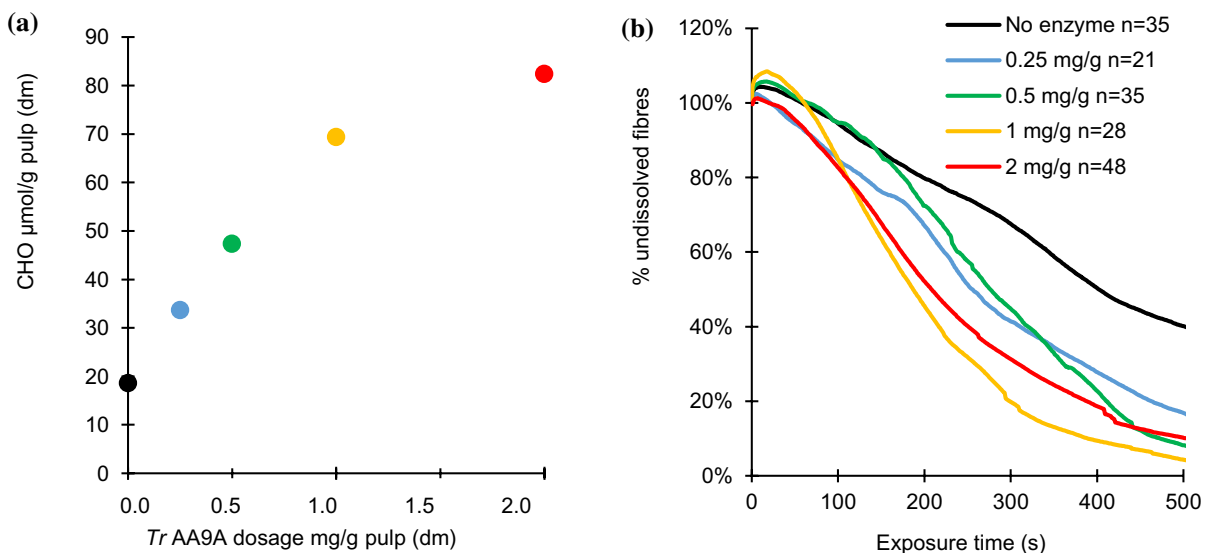 (a)
CHO µmol/g pulp (dm)
90
80
70
60
50
40
30
20
10
0
0.0
0.5
1.0
1.5
2.0
Tr AA9A dosage mg/g pulp (dm)
(b)
% undissolved fibres
120%
100%
80%
60%
40%
20%
0%
0
100
200
300
400
500
Exposure time (s)
No enzyme n=35
0.25 mg/g n=21
0.5 mg/g n=35
1 mg/g n=28
2 mg/g n=48